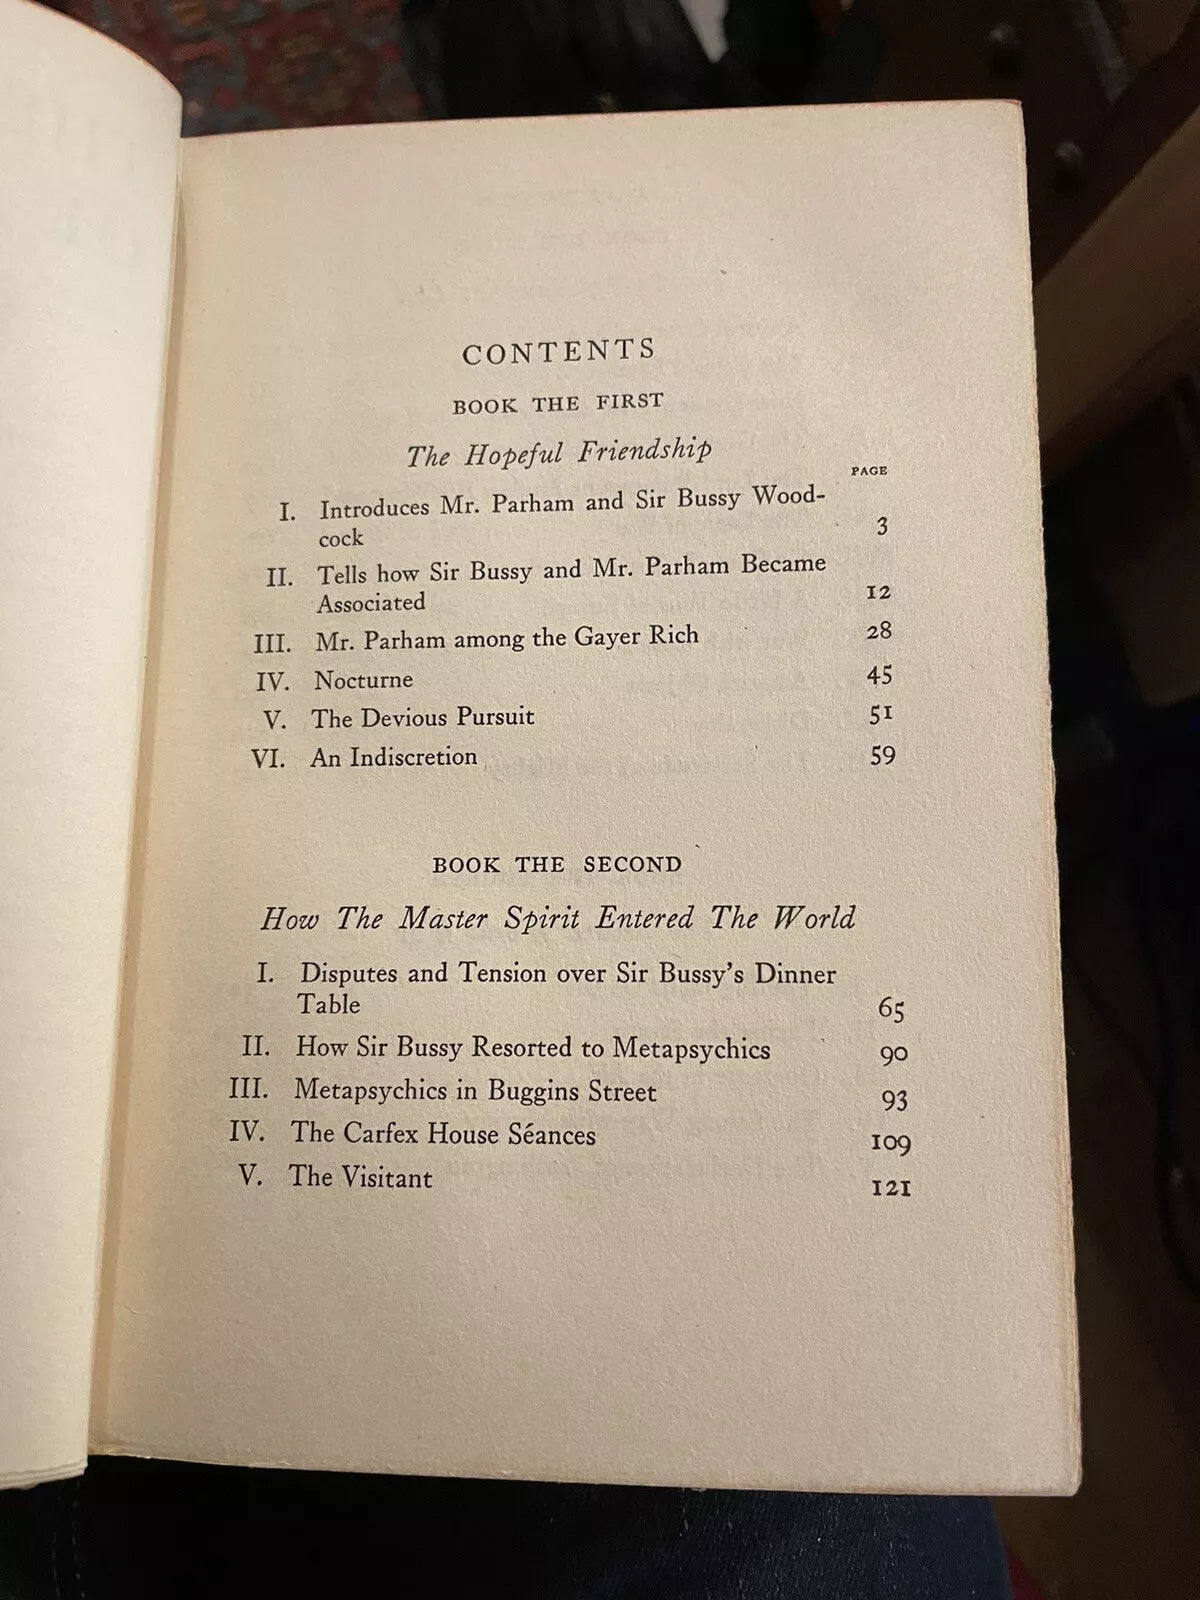 CONTENTS
BOOK THE FIRST
The Hopeful Friendship
PAGE
I. Introduces Mr. Parham and Sir Bussy Wood-
cock 3
II. Tells how Sir Bussy and Mr. Parham Became
Associated 12
III. Mr. Parham among the Gayer Rich 28
IV. Nocturne 45
V. The Devious Pursuit 51
VI. An Indiscretion 59
BOOK THE SECOND
How The Master Spirit Entered The World
I. Disputes and Tension over Sir Bussy's Dinner
Table 65
II. How Sir Bussy Resorted to Metapsychics 90
III. Metapsychics in Buggins Street 93
IV. The Carfex House Séances 109
V. The Visitant 121